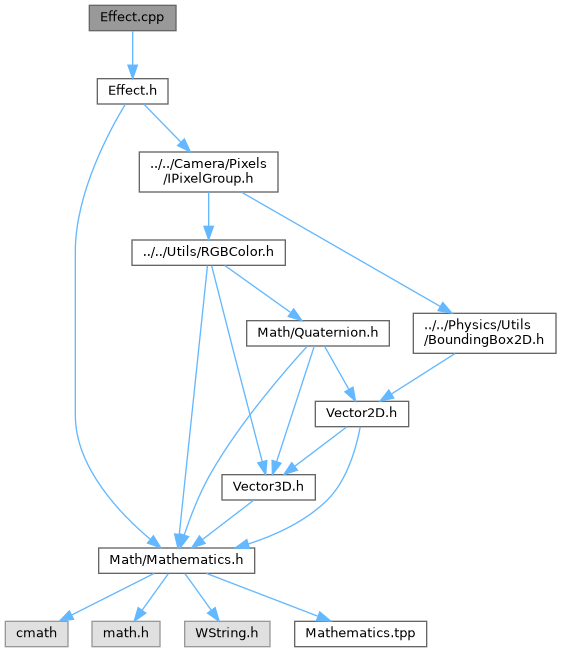 Effect.cpp
Effect.h
../../Camera/Pixels
/IPixelGroup.h
../../Utils/RGBColor.h
Math/Quaternion.h
../../Physics/Utils
/BoundingBox2D.h
Vector2D.h
Vector3D.h
Math/Mathematics.h
cmath
math.h
WString.h
Mathematics.tpp